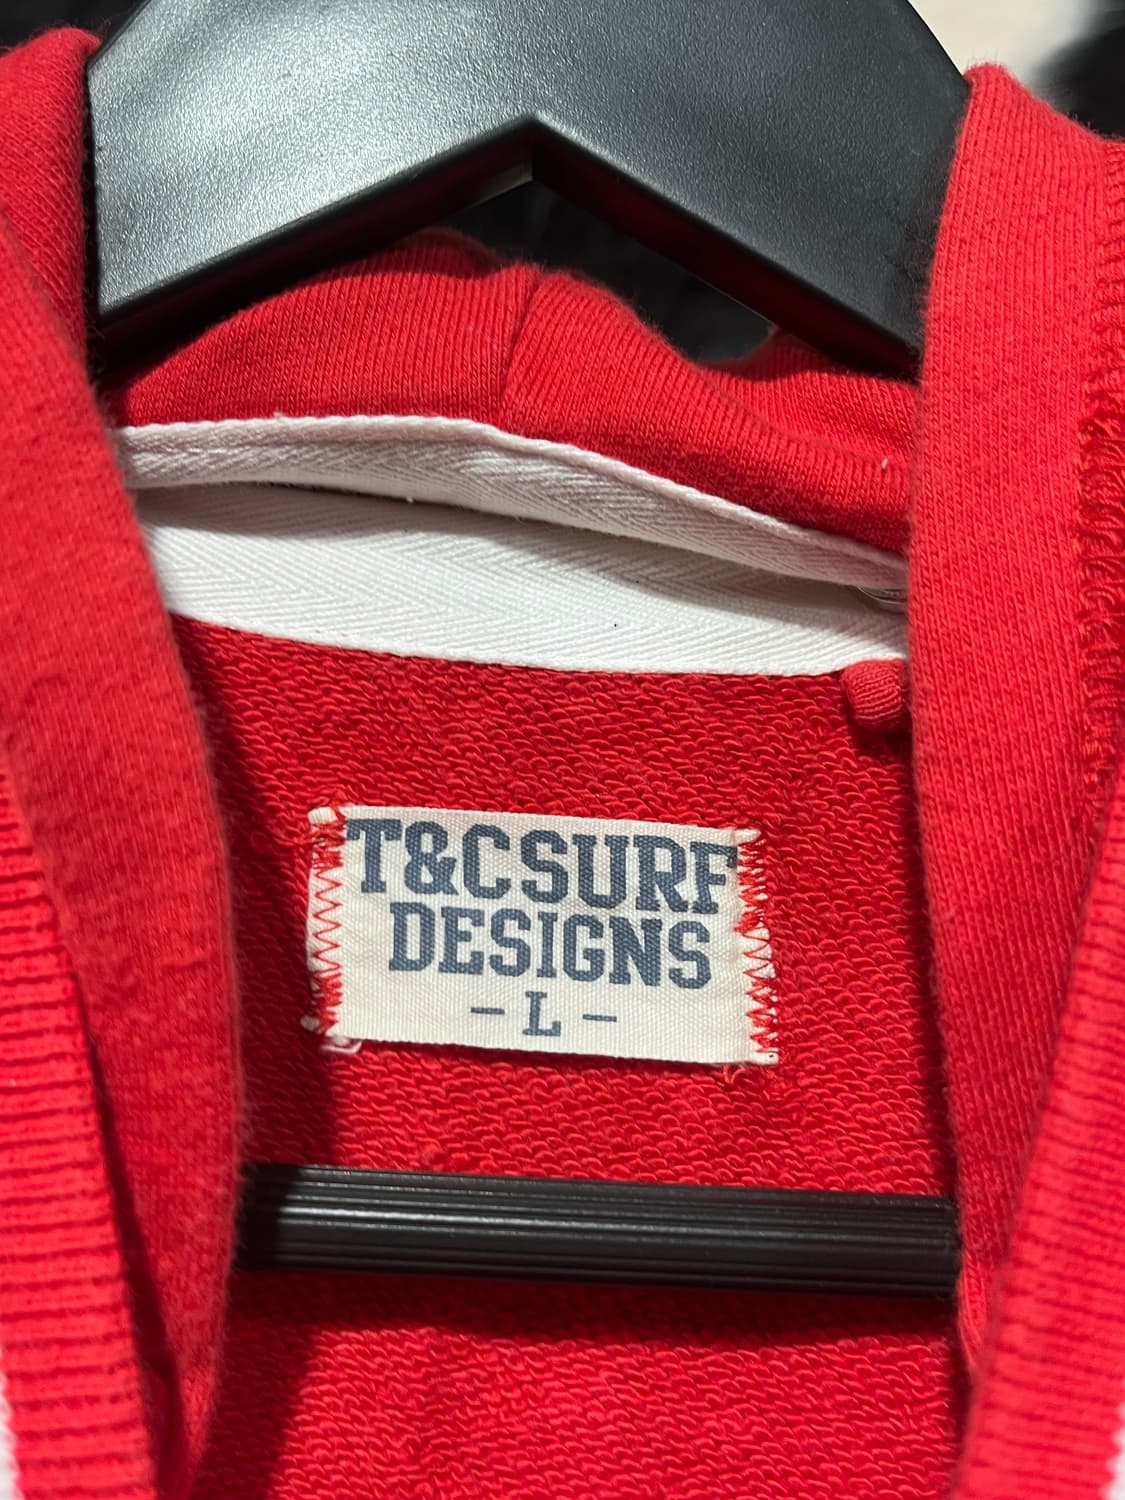 T&C SURF
DESIGNS
- L -